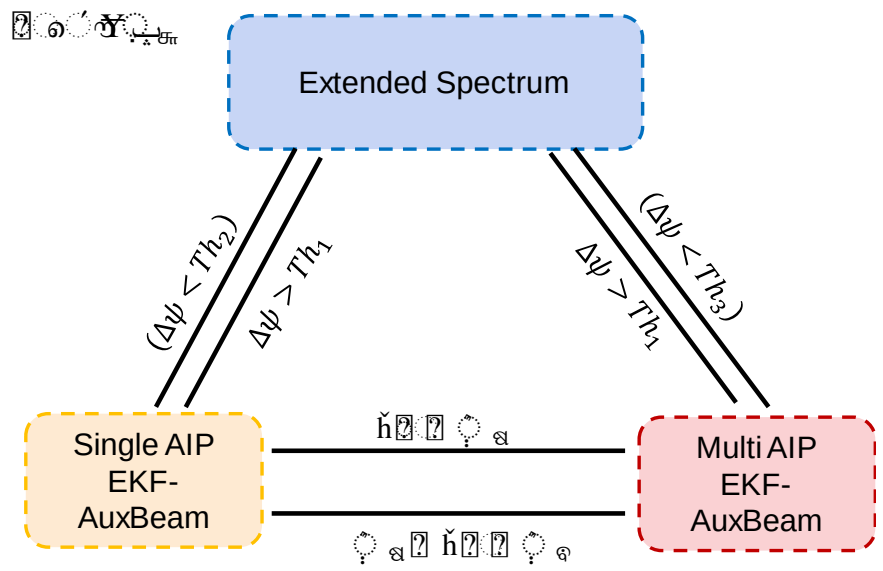 Extended Spectrum
(Δψ < Th₂)
Δψ > Th₁
Δψ > Th₁
(Δψ < Th₃)
Single AIP
EKF-
AuxBeam
Multi AIP
EKF-
AuxBeam